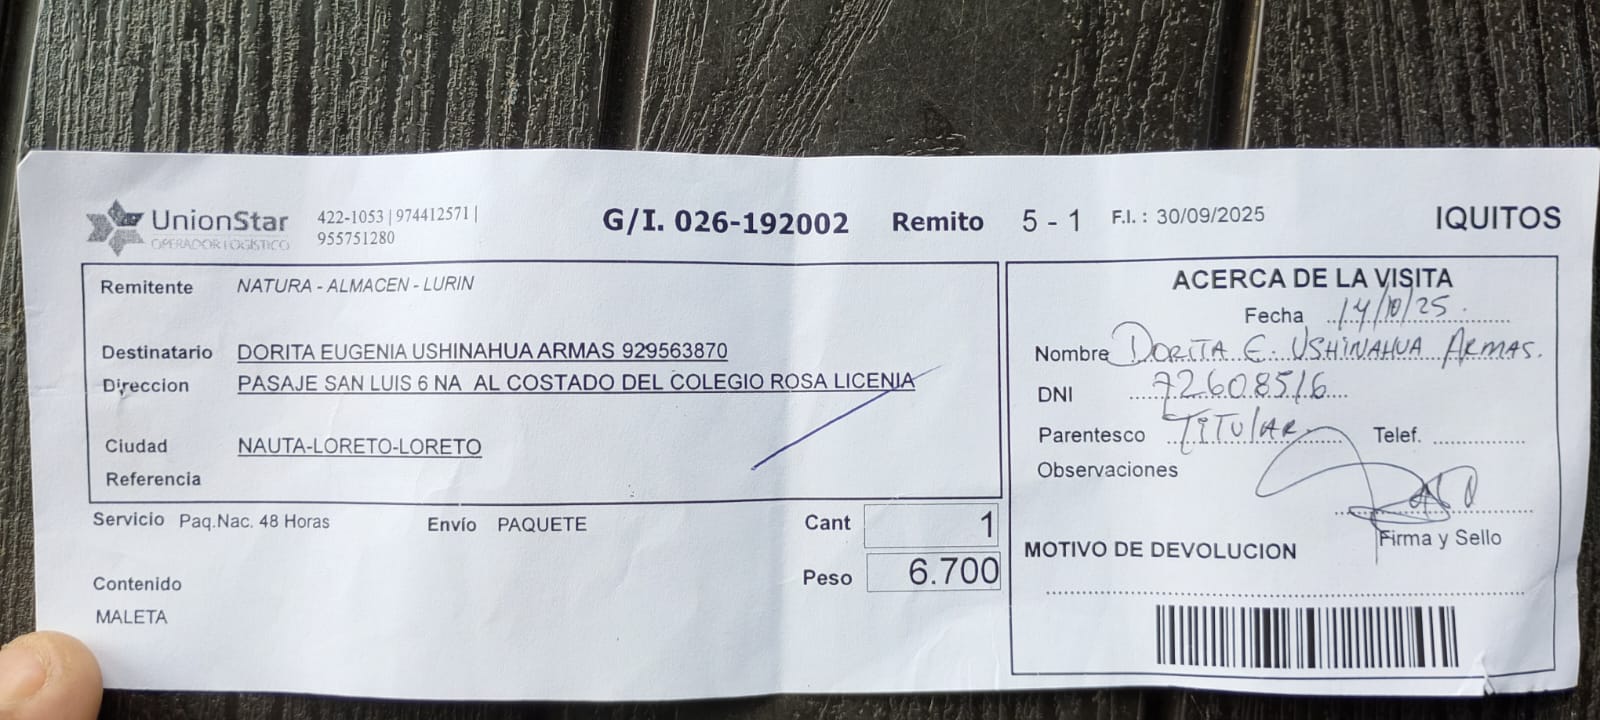 UnionStar
OPERADOR LOGÍSTICO
422-1053 | 974412571 |
955751280
G/I. 026-192002 Remito 5 - 1 F.I. : 30/09/2025 IQUITOS
Remitente NATURA - ALMACEN - LURIN
Destinatario DORITA EUGENIA USHINAHUA ARMAS 929563870
Direccion PASAJE SAN LUIS 6 NA AL COSTADO DEL COLEGIO ROSA LICENIA
Ciudad NAUTA-LORETO-LORETO
Referencia
Servicio Paq.Nac. 48 Horas Envío PAQUETE Cant 1
Peso 6.700
Contenido
MALETA
ACERCA DE LA VISITA
Fecha 14/10/25.
Nombre DORITA E. USHINAHUA ARMAS.
DNI 72608516
Parentesco TITULAR. Telef.
Observaciones
Firma y Sello
MOTIVO DE DEVOLUCION